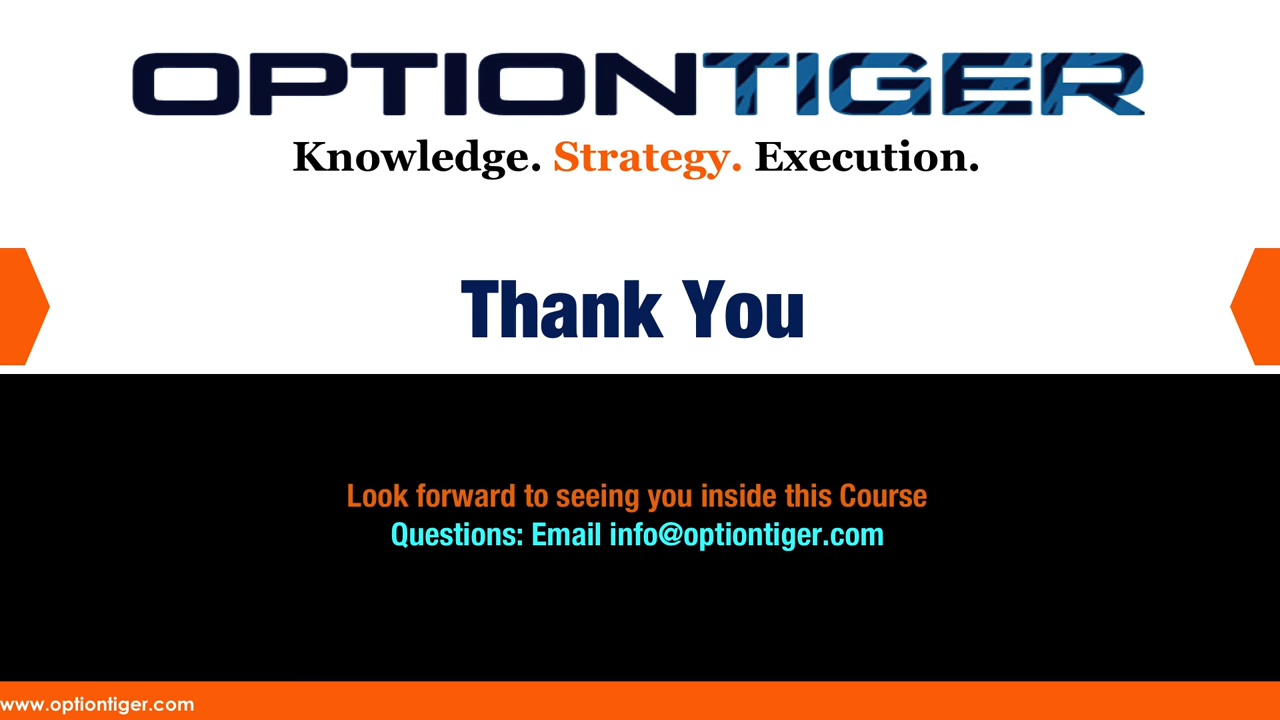 OPTIONTIGER
Knowledge. Strategy. Execution.
Thank You
Look forward to seeing you inside this Course
Questions: Email info@optiontiger.com
www.optiontiger.com